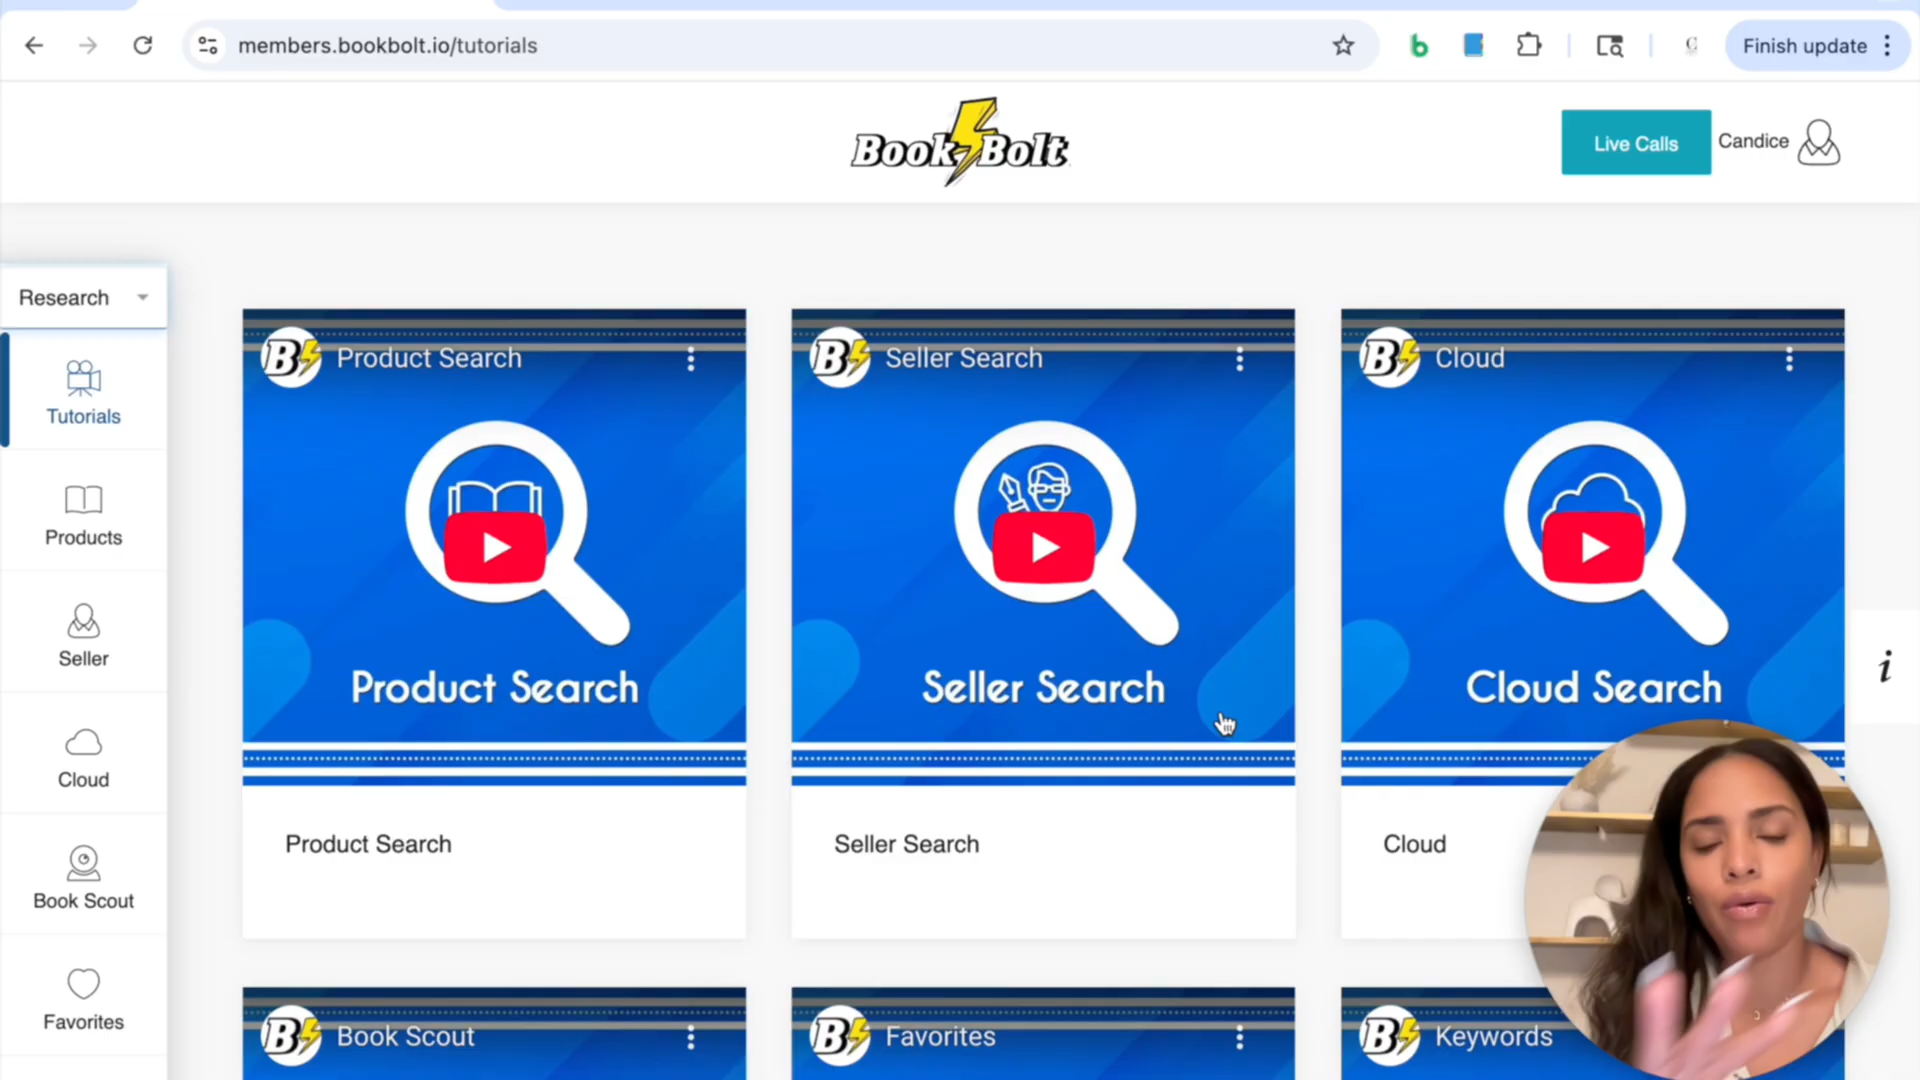 members.bookbolt.io/tutorials
Finish update
Book Bolt
Live Calls
Candice
Research
Tutorials
Products
Seller
Cloud
Book Scout
Favorites
B Product Search
Product Search
Product Search
B Seller Search
Seller Search
Seller Search
B Cloud
Cloud Search
Cloud
i
B Book Scout
B Favorites
B Keywords